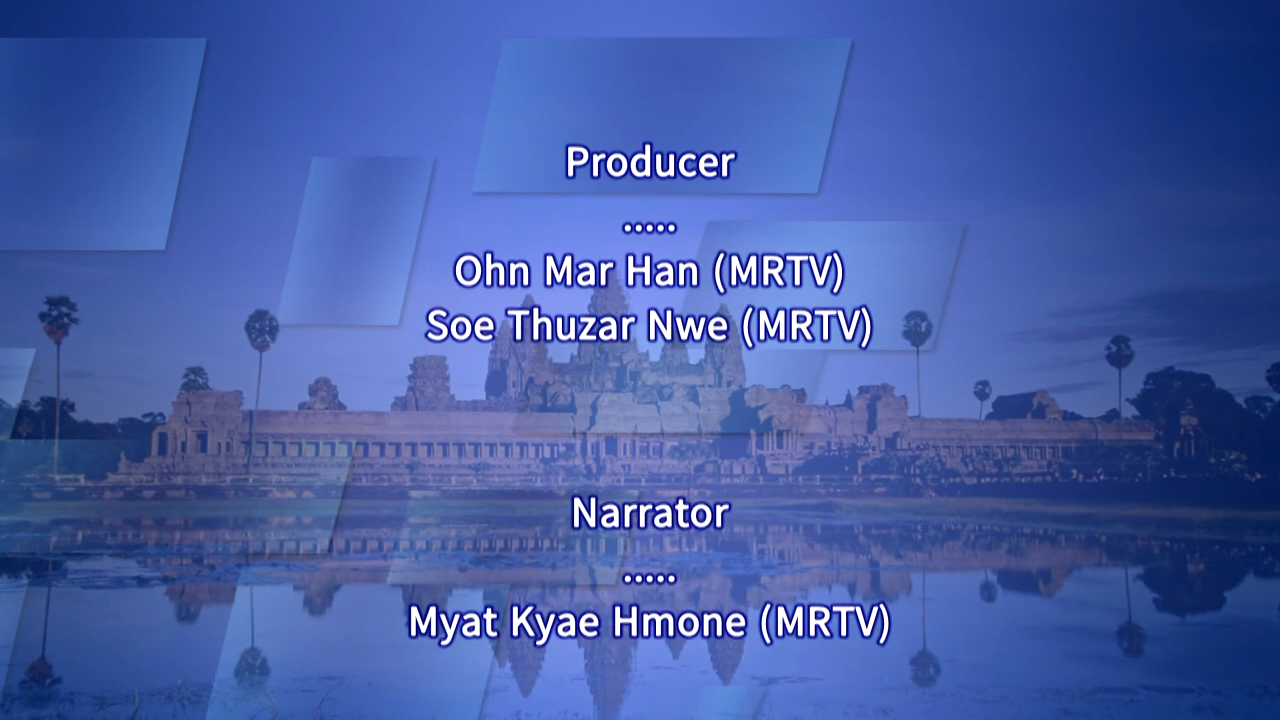 Producer
.....
Ohn Mar Han (MRTV)
Soe Thuzar Nwe (MRTV)
Narrator
.....
Myat Kyae Hmone (MRTV)